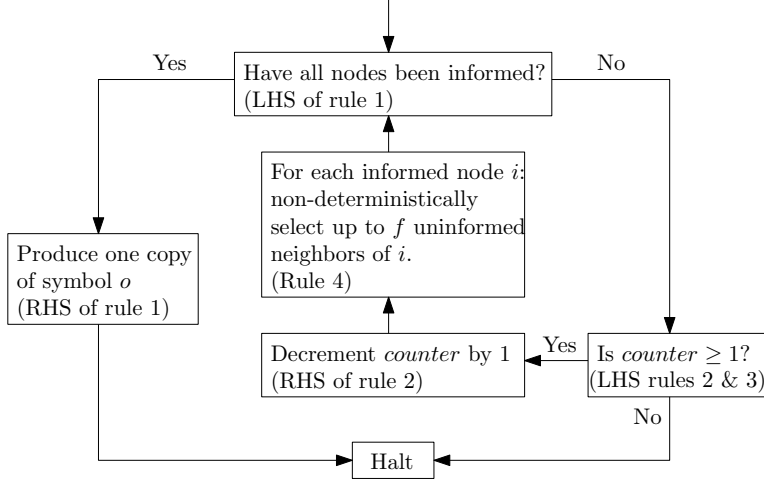 Yes
No
Have all nodes been informed?
(LHS of rule 1)
For each informed node i:
non-deterministically
select up to f uninformed
neighbors of i.
(Rule 4)
Produce one copy
of symbol o
(RHS of rule 1)
Decrement counter by 1
(RHS of rule 2)
Yes
Is counter ≥ 1?
(LHS rules 2 & 3)
No
Halt